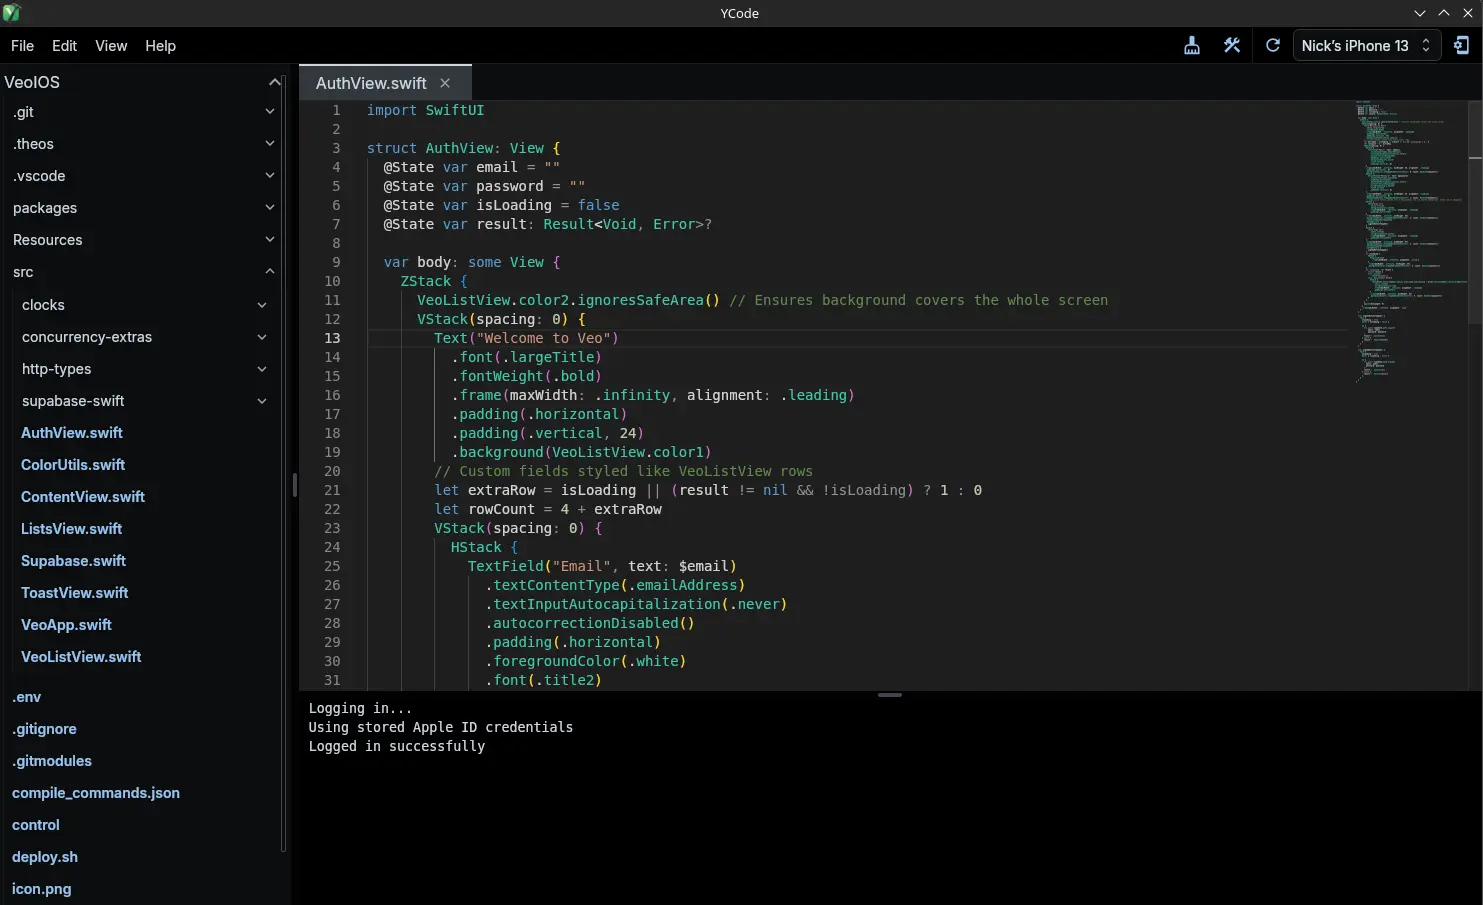 YCode
File Edit View Help
Nick's iPhone 13
VeoIOS
.git
.theos
.vscode
packages
Resources
src
clocks
concurrency-extras
http-types
supabase-swift
AuthView.swift
ColorUtils.swift
ContentView.swift
ListsView.swift
Supabase.swift
ToastView.swift
VeoApp.swift
VeoListView.swift
.env
.gitignore
.gitmodules
compile_commands.json
control
deploy.sh
icon.png
AuthView.swift
1 import SwiftUI
2
3 struct AuthView: View {
4 @State var email = ""
5 @State var password = ""
6 @State var isLoading = false
7 @State var result: Result<Void, Error>?
8
9 var body: some View {
10 ZStack {
11 VeoListView.color2.ignoresSafeArea() // Ensures background covers the whole screen
12 VStack(spacing: 0) {
13 Text("Welcome to Veo")
14 .font(.largeTitle)
15 .fontWeight(.bold)
16 .frame(maxWidth: .infinity, alignment: .leading)
17 .padding(.horizontal)
18 .padding(.vertical, 24)
19 .background(VeoListView.color1)
20 // Custom fields styled like VeoListView rows
21 let extraRow = isLoading || (result != nil && !isLoading) ? 1 : 0
22 let rowCount = 4 + extraRow
23 VStack(spacing: 0) {
24 HStack {
25 TextField("Email", text: $email)
26 .textContentType(.emailAddress)
27 .textInputAutocapitalization(.never)
28 .autocorrectionDisabled()
29 .padding(.horizontal)
30 .foregroundColor(.white)
31 .font(.title2)
Logging in...
Using stored Apple ID credentials
Logged in successfully